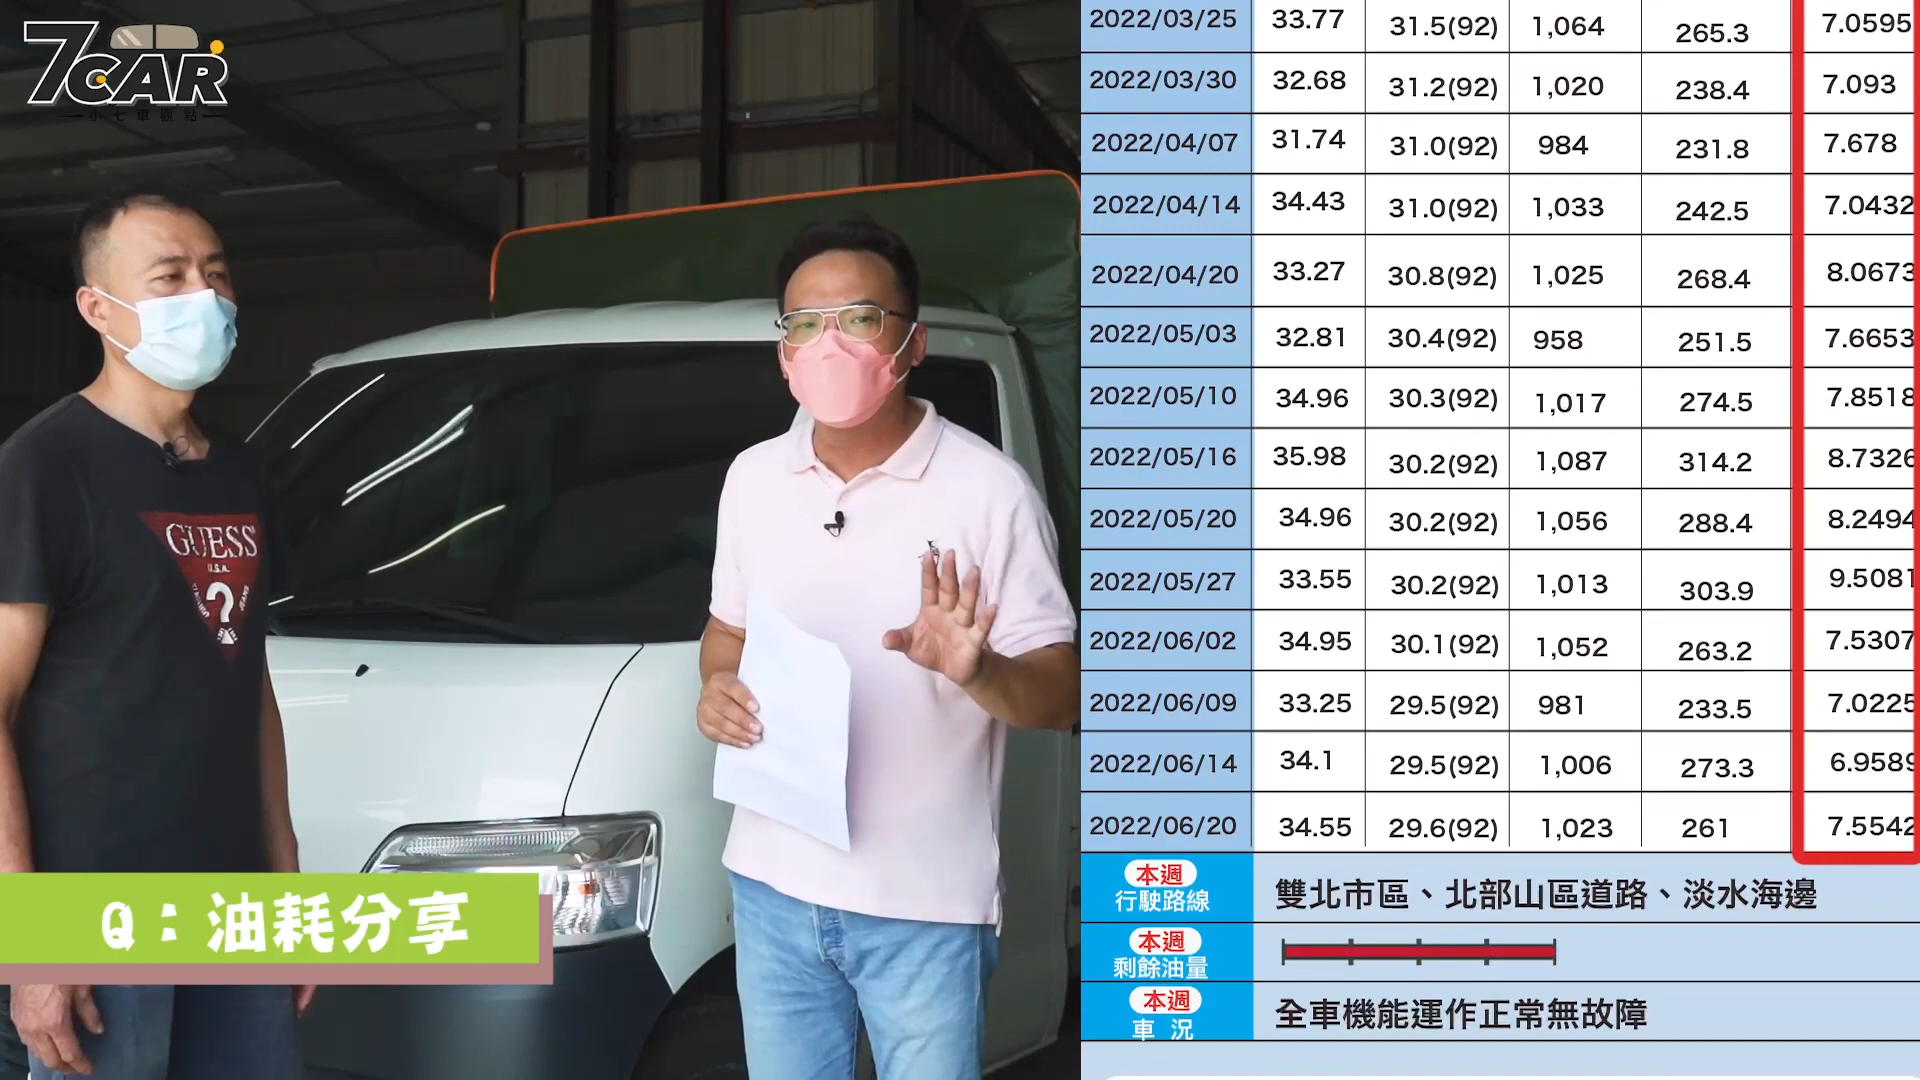 7CAR
小七車觀點
GUESS
U.S.A.
?
JEANS
Q：油耗分享
2022/03/25 33.77 31.5(92) 1,064 265.3 7.0595
2022/03/30 32.68 31.2(92) 1,020 238.4 7.093
2022/04/07 31.74 31.0(92) 984 231.8 7.678
2022/04/14 34.43 31.0(92) 1,033 242.5 7.0432
2022/04/20 33.27 30.8(92) 1,025 268.4 8.0673
2022/05/03 32.81 30.4(92) 958 251.5 7.6653
2022/05/10 34.96 30.3(92) 1,017 274.5 7.8518
2022/05/16 35.98 30.2(92) 1,087 314.2 8.7326
2022/05/20 34.96 30.2(92) 1,056 288.4 8.2494
2022/05/27 33.55 30.2(92) 1,013 303.9 9.5081
2022/06/02 34.95 30.1(92) 1,052 263.2 7.5307
2022/06/09 33.25 29.5(92) 981 233.5 7.0225
2022/06/14 34.1 29.5(92) 1,006 273.3 6.9589
2022/06/20 34.55 29.6(92) 1,023 261 7.5542
本週
行駛路線 雙北市區、北部山區道路、淡水海邊
本週
剩餘油量
本週
車 況 全車機能運作正常無故障